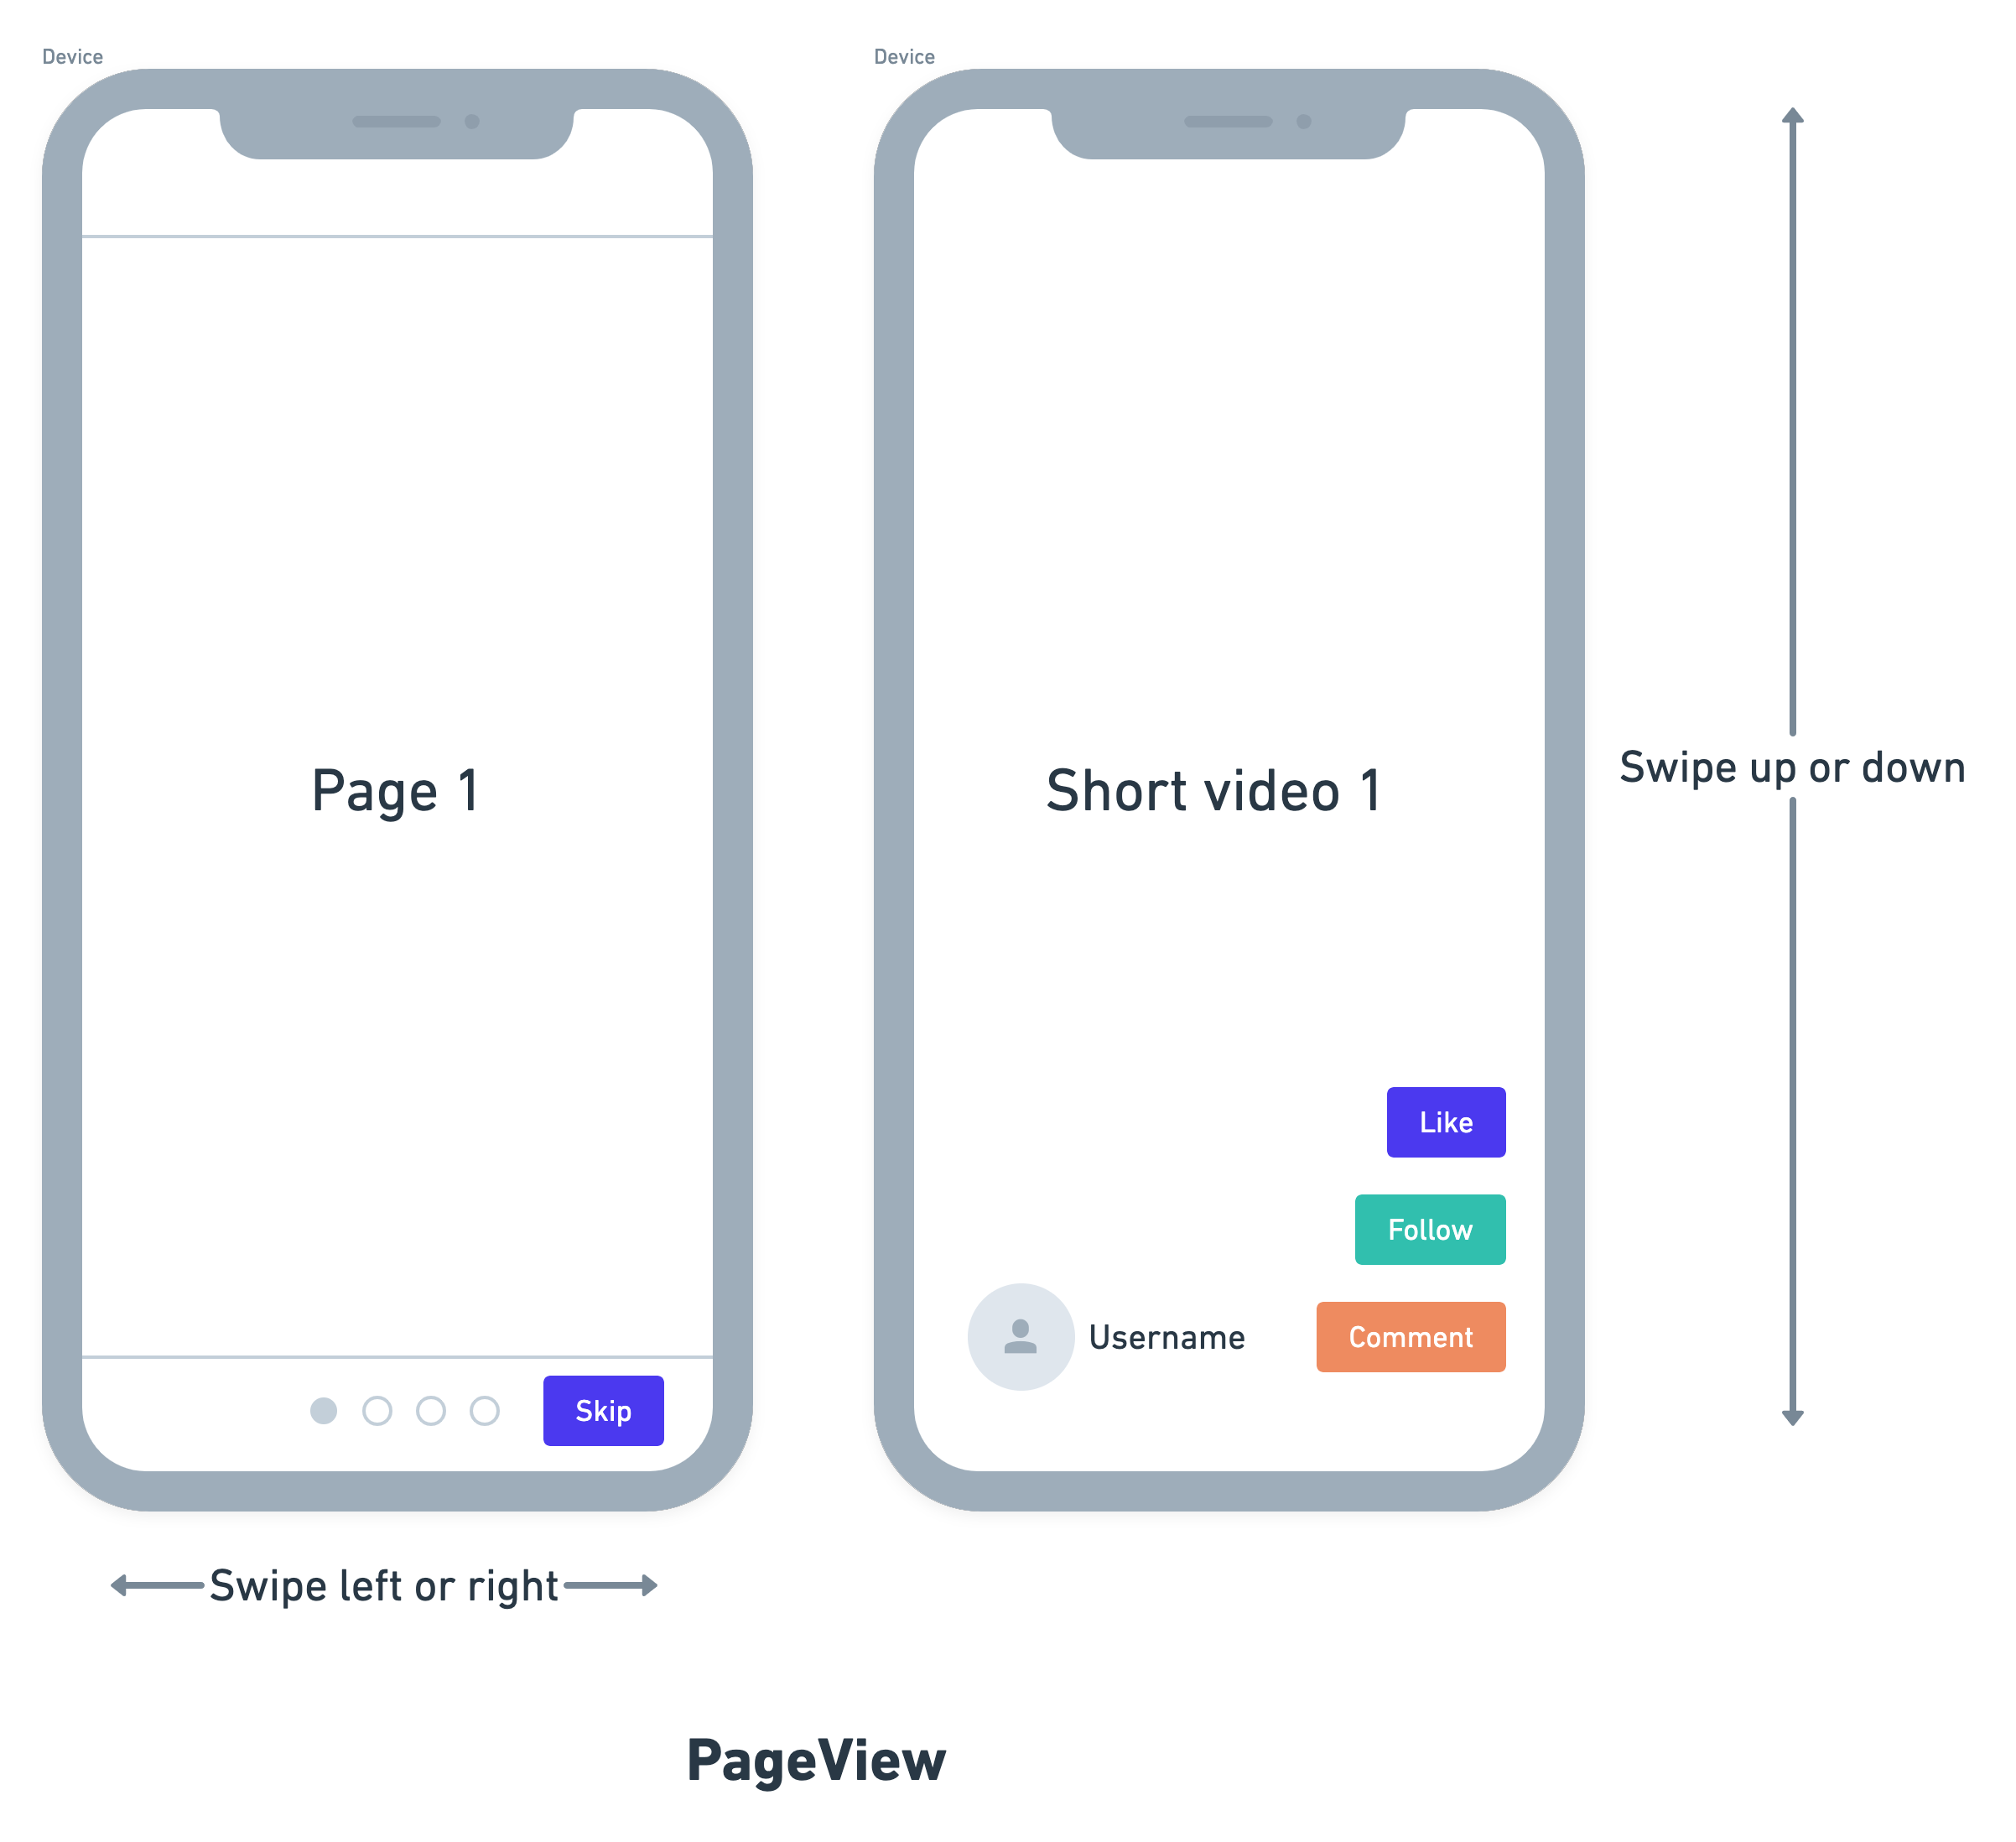 Device
Page 1
Skip
Swipe left or right
Device
Short video 1
Like
Follow
Username
Comment
Swipe up or down
PageView